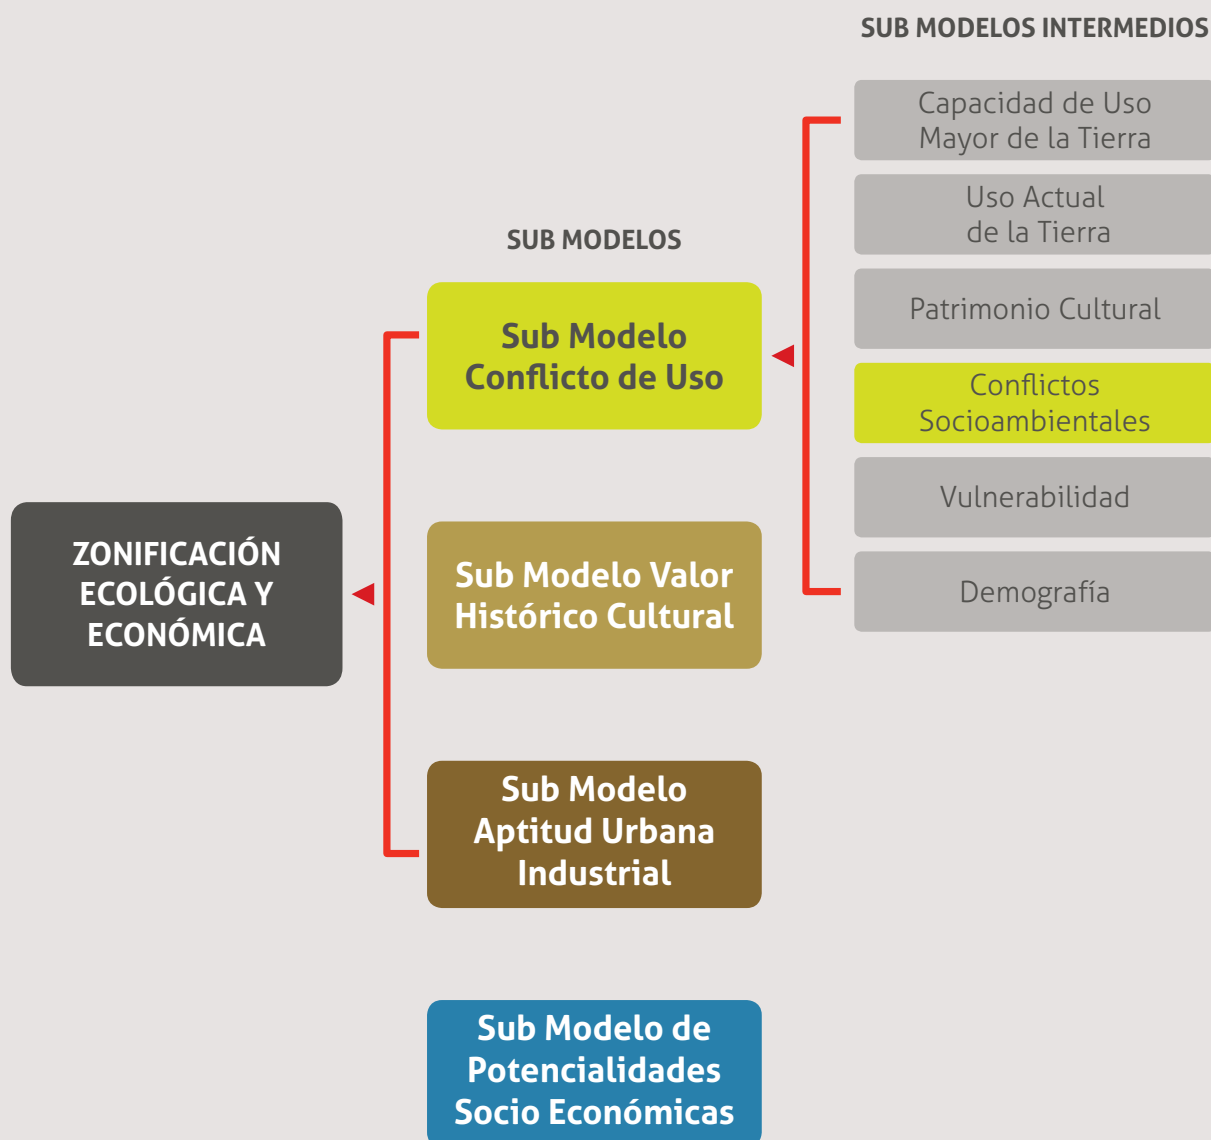 SUB MODELOS INTERMEDIOS
Capacidad de Uso
Mayor de la Tierra
Uso Actual
de la Tierra
Patrimonio Cultural
Conflictos
Socioambientales
Vulnerabilidad
Demografía
SUB MODELOS
Sub Modelo
Conflicto de Uso
Sub Modelo Valor
Histórico Cultural
Sub Modelo
Aptitud Urbana
Industrial
Sub Modelo de
Potencialidades
Socio Económicas
ZONIFICACIÓN
ECOLÓGICA Y
ECONÓMICA